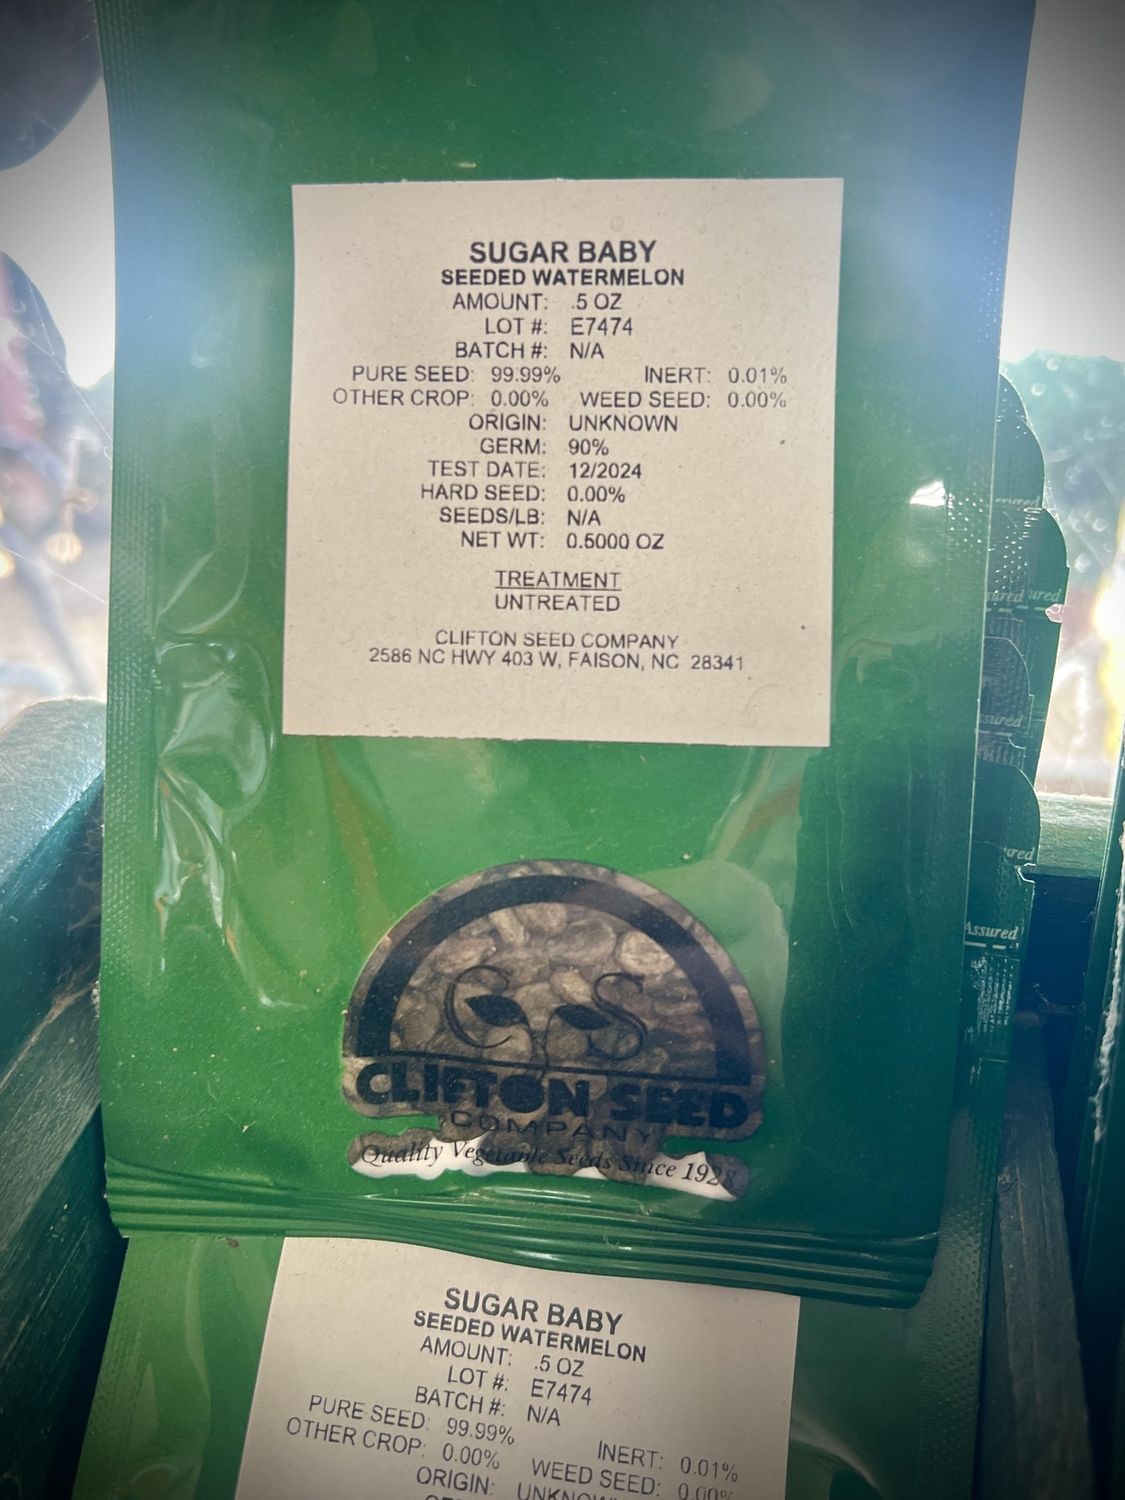 SUGAR BABY
SEEDED WATERMELON
AMOUNT: .5 OZ
LOT #: E7474
BATCH #: N/A
PURE SEED: 99.99% INERT: 0.01%
OTHER CROP: 0.00% WEED SEED: 0.00%
ORIGIN: UNKNOWN
GERM: 90%
TEST DATE: 12/2024
HARD SEED: 0.00%
SEEDS/LB: N/A
NET WT: 0.5000 OZ
TREATMENT
UNTREATED
CLIFTON SEED COMPANY
2586 NC HWY 403 W, FAISON, NC 28341
CS
CLIFTON SEED
COMPANY
Quality Vegetable Seeds Since 1928
Assured
SUGAR BABY
SEEDED WATERMELON
AMOUNT: .5 OZ
LOT #: E7474
BATCH #: N/A
PURE SEED: 99.99% INERT: 0.01%
OTHER CROP: 0.00% WEED SEED: 0.00%
ORIGIN: